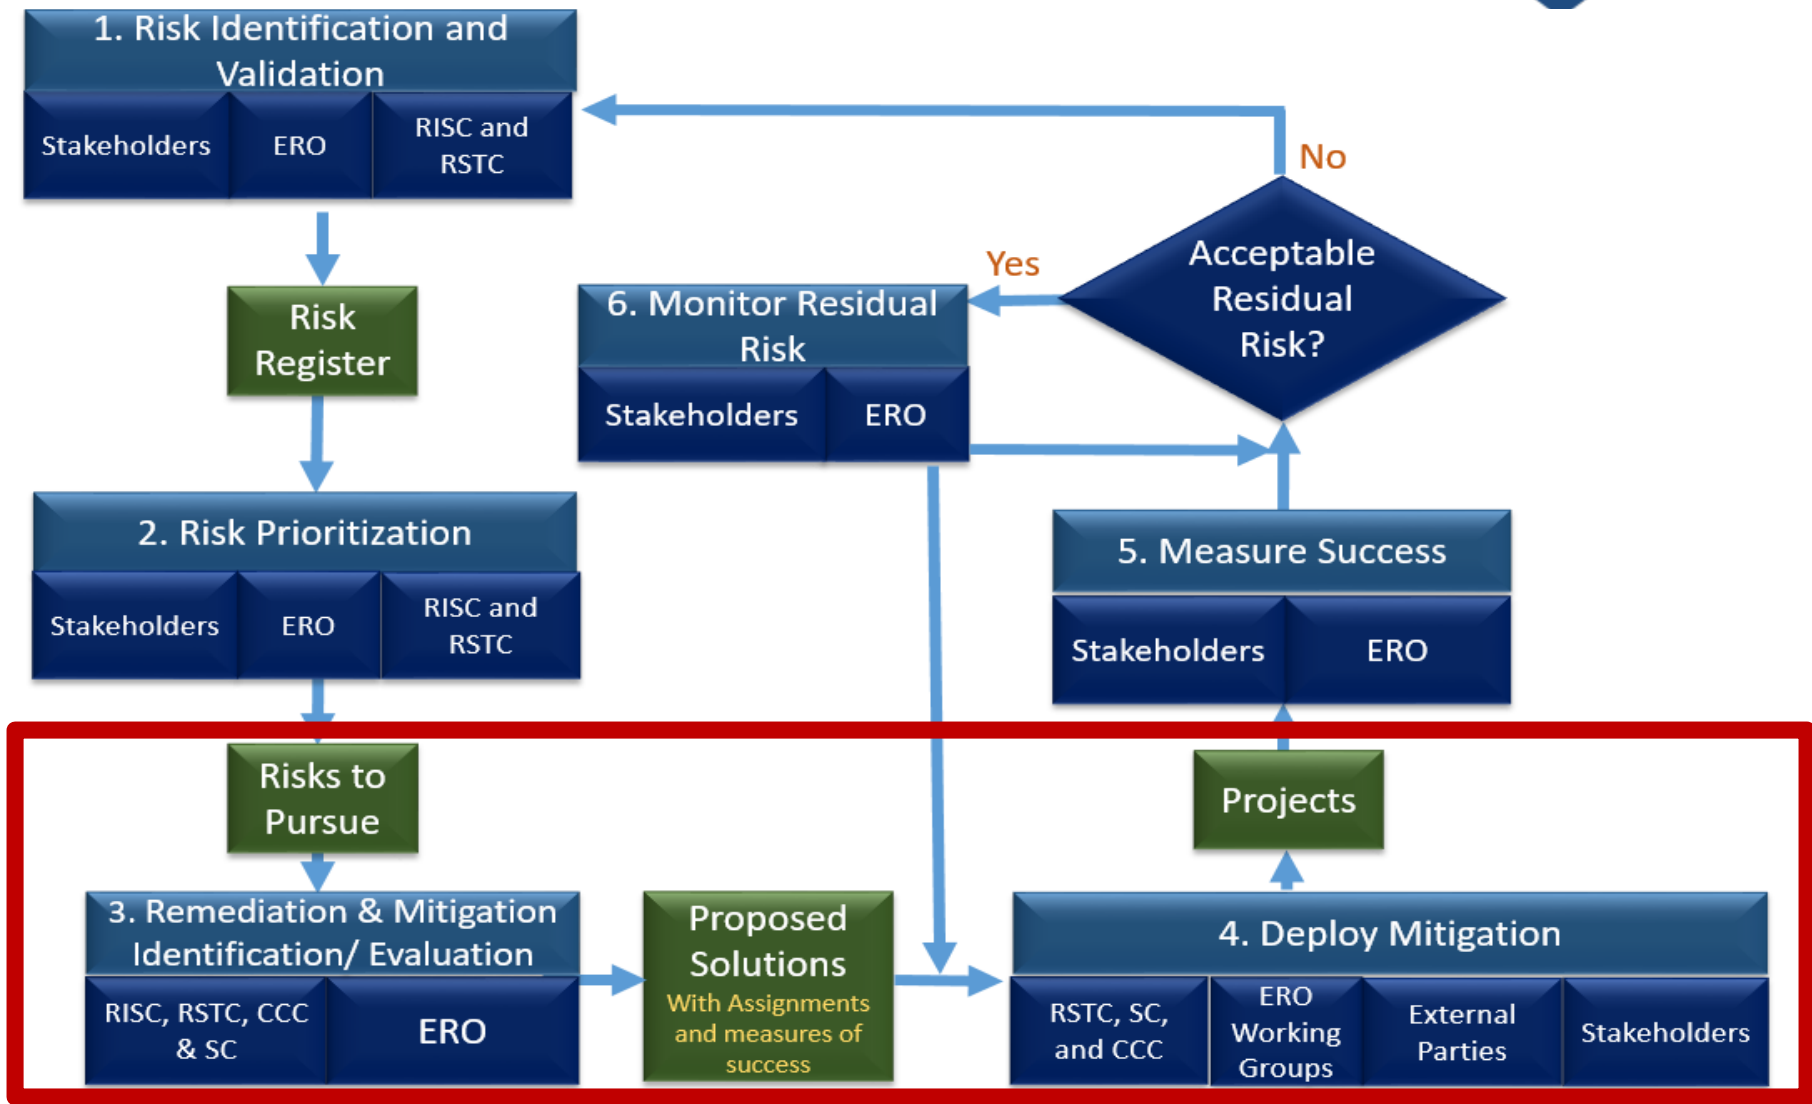 1. Risk Identification and
Validation
Stakeholders
ERO
RISC and
RSTC
No
Acceptable
Residual
Risk?
Yes
Risk
Register
6. Monitor Residual
Risk
Stakeholders
ERO
2. Risk Prioritization
Stakeholders
ERO
RISC and
RSTC
5. Measure Success
Stakeholders
ERO
Risks to
Pursue
Projects
3. Remediation & Mitigation
Identification/ Evaluation
RISC, RSTC, CCC
& SC
ERO
Proposed
Solutions
With Assignments
and measures of
success
4. Deploy Mitigation
RSTC, SC,
and CCC
ERO
Working
Groups
External
Parties
Stakeholders